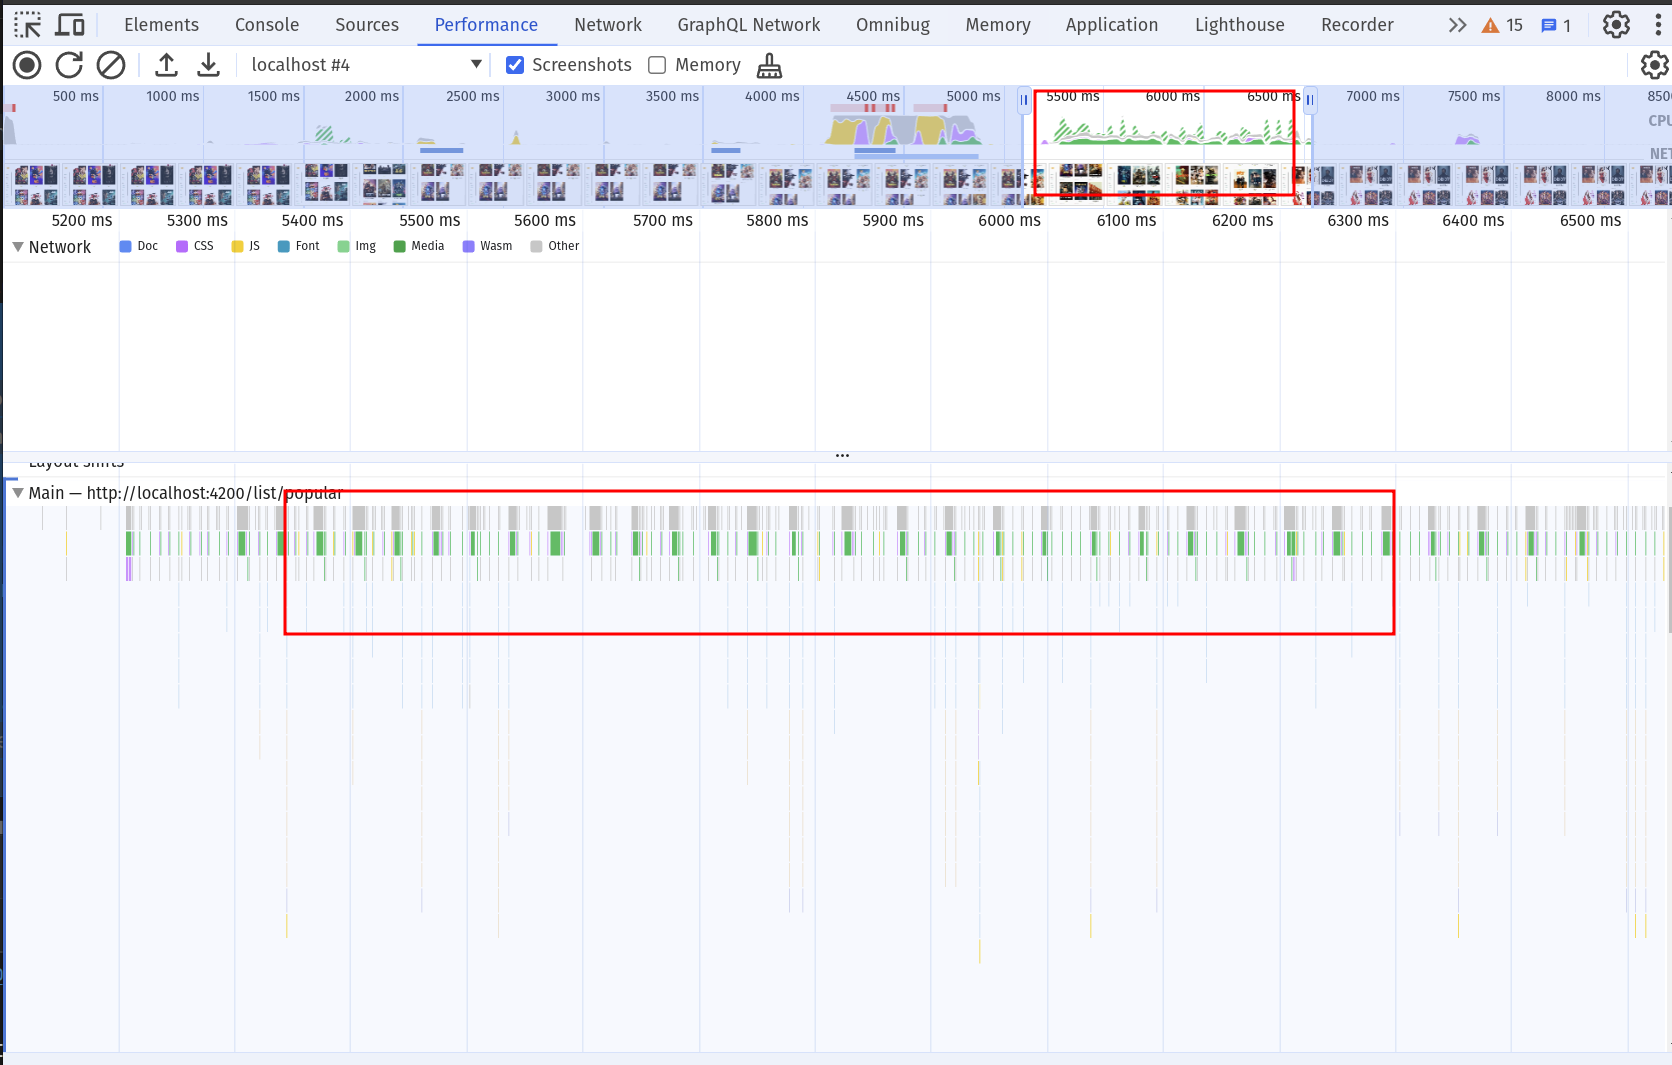 Elements Console Sources Performance Network GraphQL Network Omnibug Memory Application Lighthouse Recorder 15 1
localhost #4 Screenshots Memory
500 ms 1000 ms 1500 ms 2000 ms 2500 ms 3000 ms 3500 ms 4000 ms 4500 ms 5000 ms 5500 ms 6000 ms 6500 ms 7000 ms 7500 ms 8000 ms 850
CPU
NET
5200 ms 5300 ms 5400 ms 5500 ms 5600 ms 5700 ms 5800 ms 5900 ms 6000 ms 6100 ms 6200 ms 6300 ms 6400 ms 6500 ms
Network Doc CSS JS Font Img Media Wasm Other
Layout shifts
Main — http://localhost:4200/list/popular